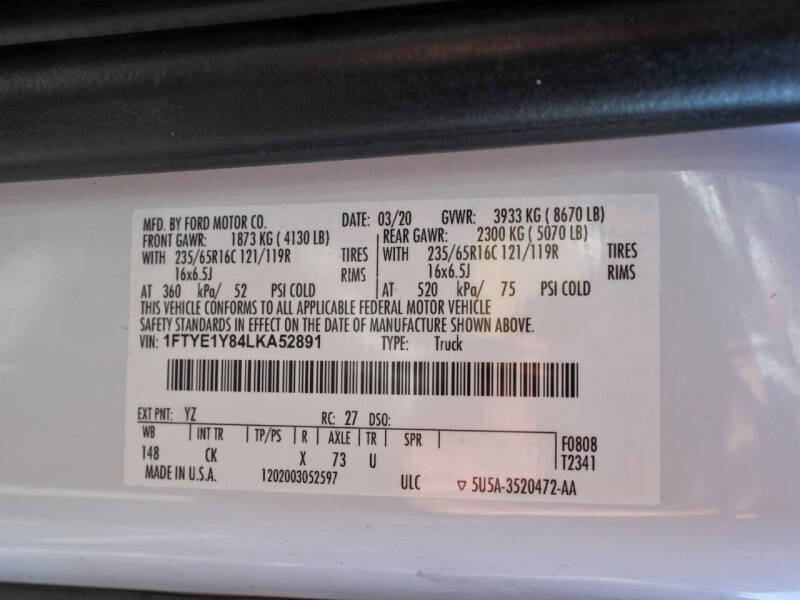 MFD. BY FORD MOTOR CO. DATE: 03/20 GVWR: 3933 KG ( 8670 LB)
FRONT GAWR: 1873 KG ( 4130 LB) REAR GAWR: 2300 KG ( 5070 LB)
WITH 235/65R16C 121/119R TIRES WITH 235/65R16C 121/119R TIRES
16x6.5J RIMS 16x6.5J RIMS
AT 360 kPa/ 52 PSI COLD AT 520 kPa/ 75 PSI COLD
THIS VEHICLE CONFORMS TO ALL APPLICABLE FEDERAL MOTOR VEHICLE
SAFETY STANDARDS IN EFFECT ON THE DATE OF MANUFACTURE SHOWN ABOVE.
VIN: 1FTYE1Y84LKA52891 TYPE: Truck
EXT PNT: YZ RC: 27 DSO:
WB INT TR TP/PS R AXLE TR SPR F0808
148 CK X 73 U T2341
MADE IN U.S.A. 1202003052597 ULC ▽ 5U5A-3520472-AA